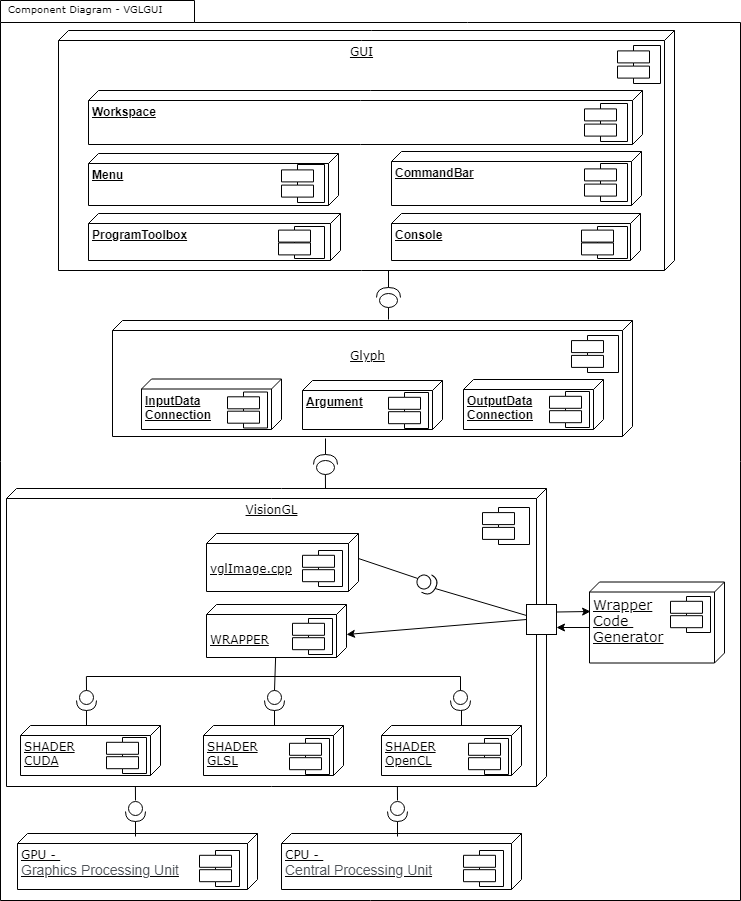 Component Diagram - VGLGUI
GUI
Workspace
Menu
CommandBar
ProgramToolbox
Console
Glyph
InputData
Connection
Argument
OutputData
Connection
VisionGL
vglImage.cpp
WRAPPER
Wrapper
Code
Generator
SHADER
CUDA
SHADER
GLSL
SHADER
OpenCL
GPU -
Graphics Processing Unit
CPU -
Central Processing Unit